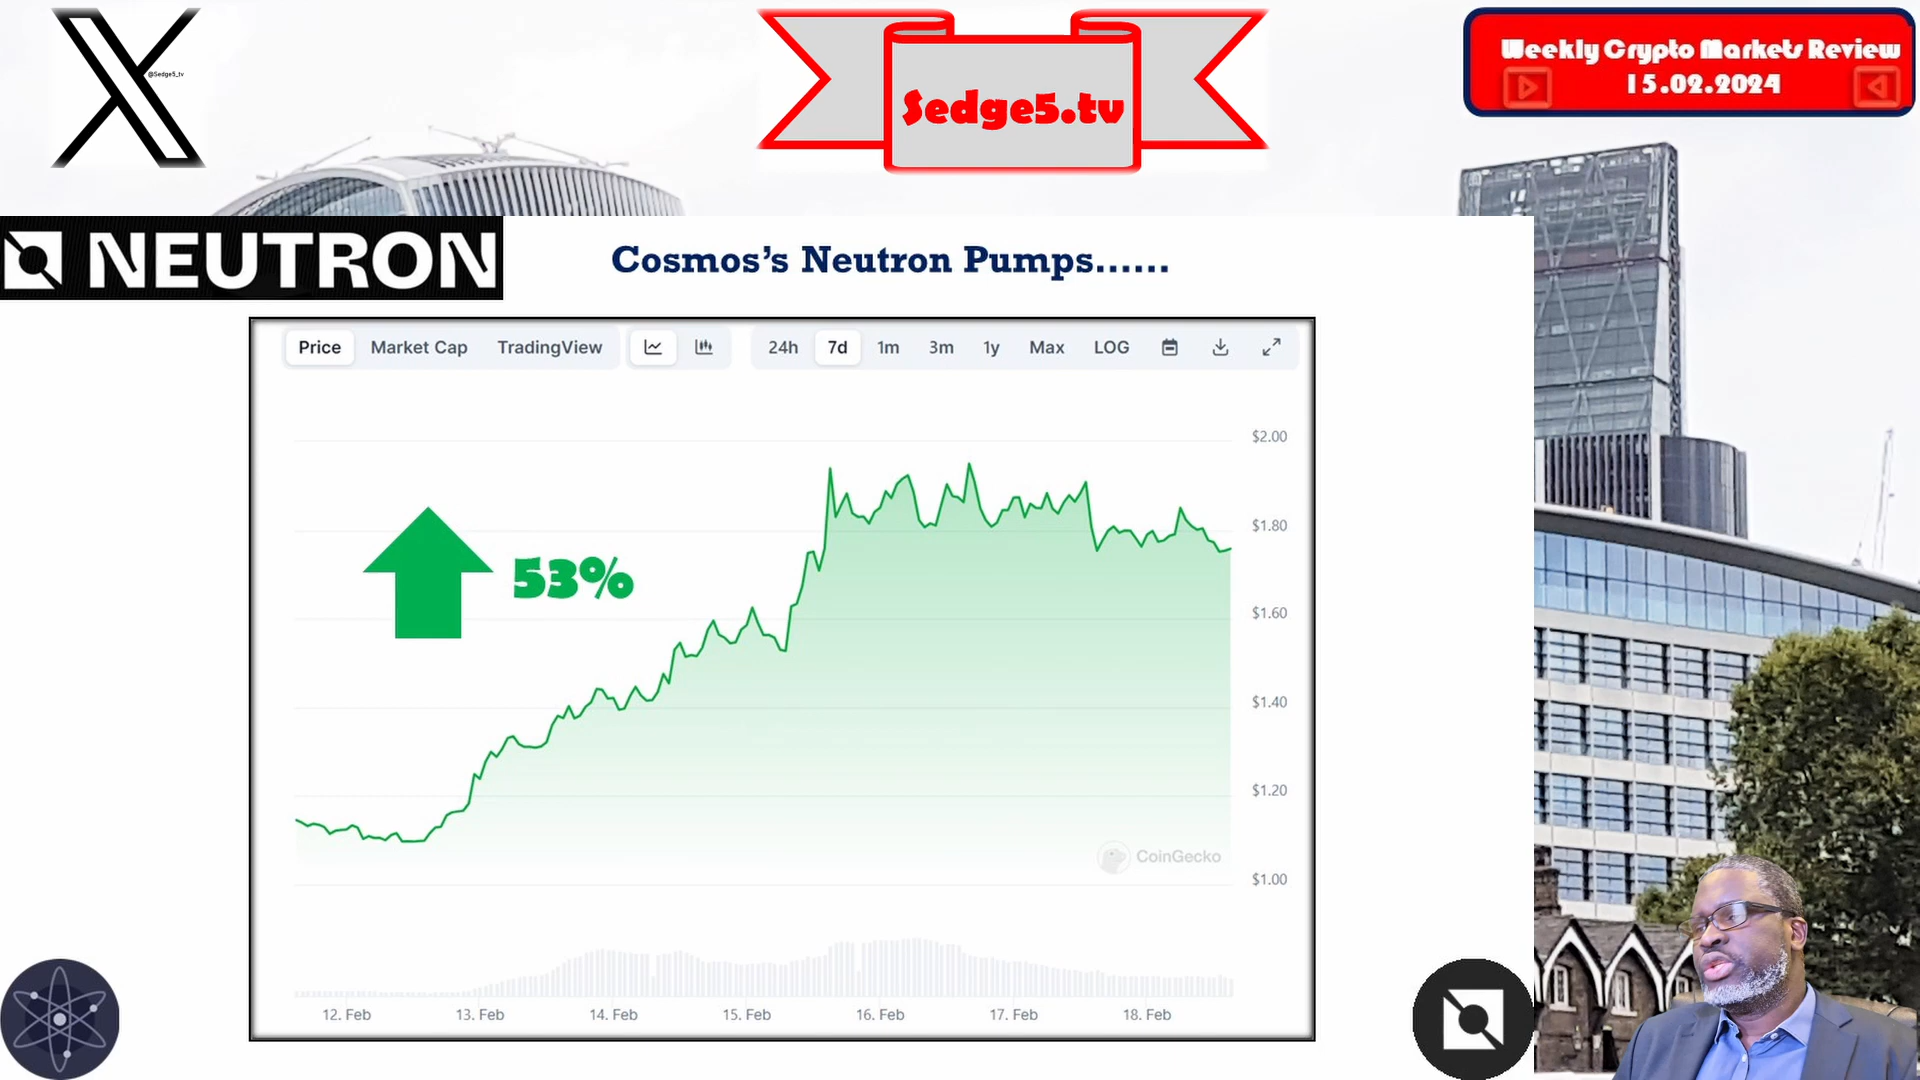 @Sedge5_tv
Sedge5.tv
Weekly Crypto Markets Review
15.02.2024
NEUTRON
Cosmos’s Neutron Pumps......
Price Market Cap TradingView 24h 7d 1m 3m 1y Max LOG
$2.00
$1.80
53%
$1.60
$1.40
$1.20
CoinGecko
$1.00
12. Feb 13. Feb 14. Feb 15. Feb 16. Feb 17. Feb 18. Feb